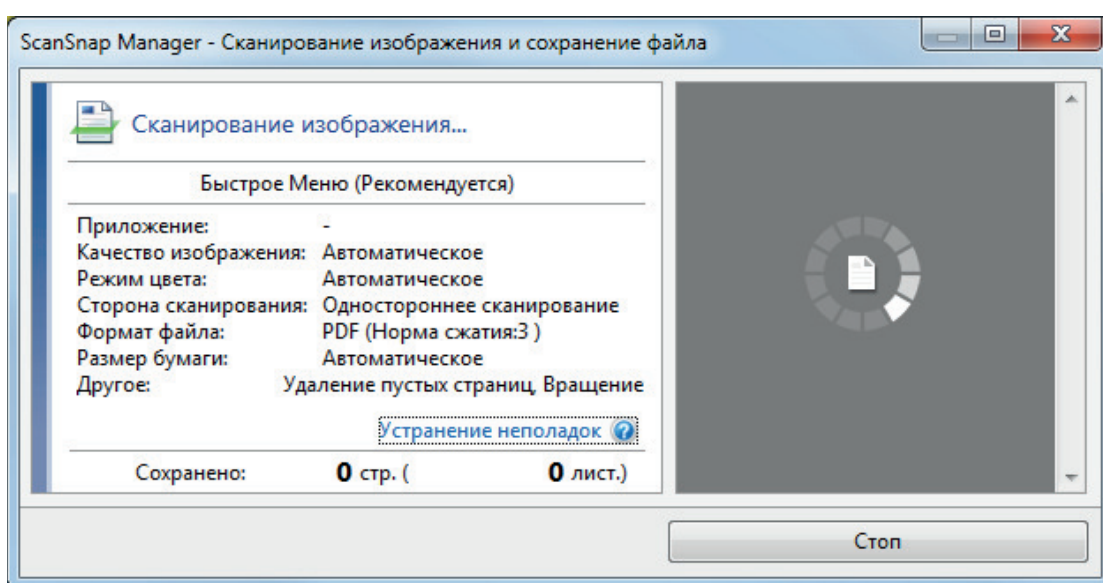 ScanSnap Manager - Сканирование изображения и сохранение файла
Сканирование изображения...
Быстрое Меню (Рекомендуется)
Приложение: -
Качество изображения: Автоматическое
Режим цвета: Автоматическое
Сторона сканирования: Одностороннее сканирование
Формат файла: PDF (Норма сжатия:3 )
Размер бумаги: Автоматическое
Другое: Удаление пустых страниц, Вращение
Устранение неполадок
Сохранено: 0 стр. ( 0 лист.)
Стоп